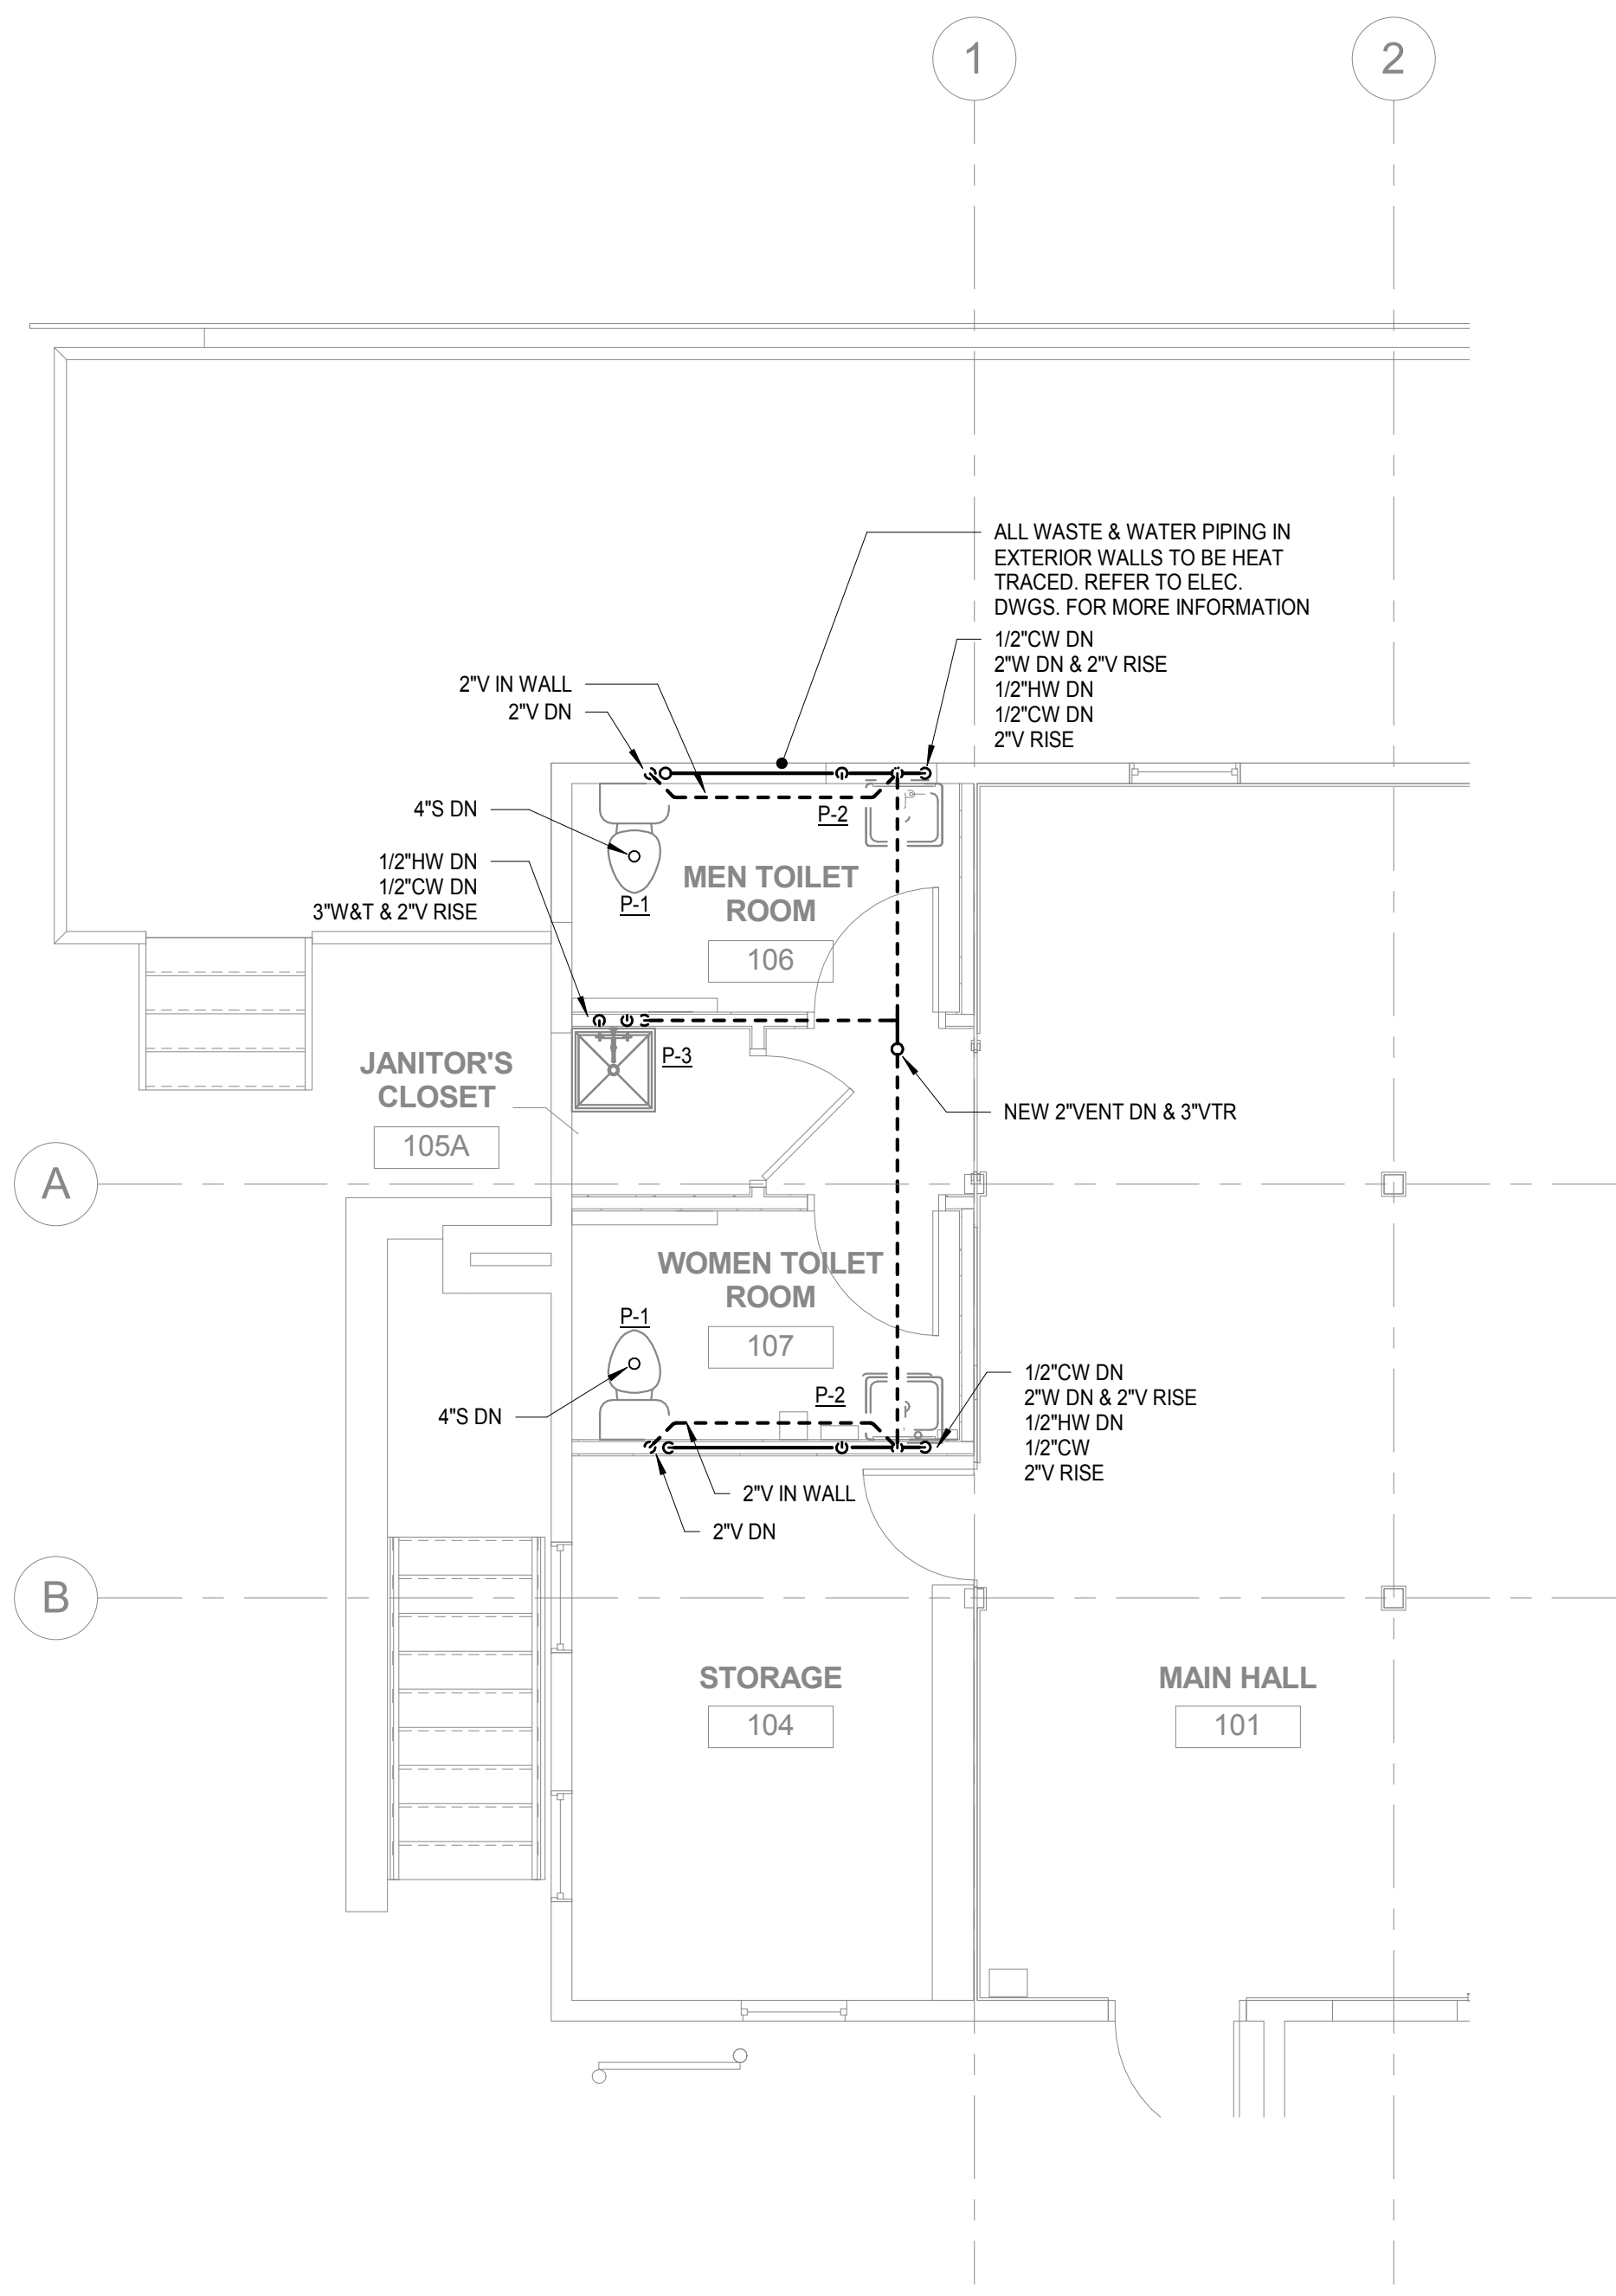 1
2
ALL WASTE & WATER PIPING IN
EXTERIOR WALLS TO BE HEAT
TRACED. REFER TO ELEC.
DWGS. FOR MORE INFORMATION
1/2"CW DN
2"W DN & 2"V RISE
1/2"HW DN
1/2"CW DN
2"V RISE
2"V IN WALL
2"V DN
4"S DN
P-2
1/2"HW DN
1/2"CW DN
3"W&T & 2"V RISE
P-1
MEN TOILET
ROOM
106
JANITOR'S
CLOSET
105A
P-3
NEW 2"VENT DN & 3"VTR
A
WOMEN TOILET
ROOM
107
P-1
P-2
4"S DN
1/2"CW DN
2"W DN & 2"V RISE
1/2"HW DN
1/2"CW
2"V RISE
2"V IN WALL
2"V DN
B
STORAGE
104
MAIN HALL
101